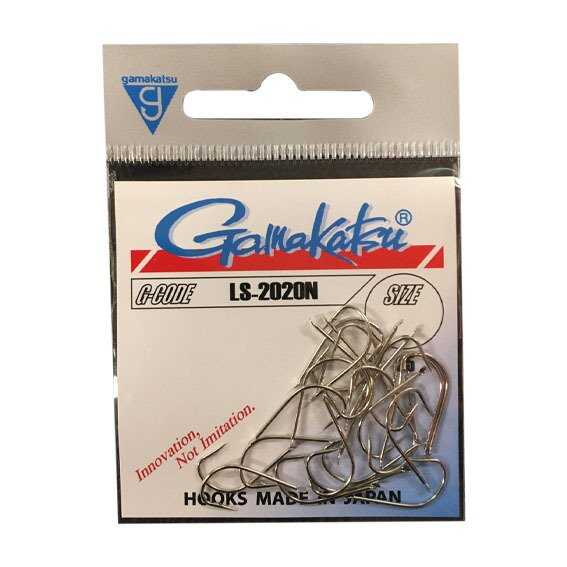 gamakatsu
g
Gamakatsu®
G-CODE LS-2020N SIZE
Innovation,
Not Imitation.
HOOKS MADE IN JAPAN